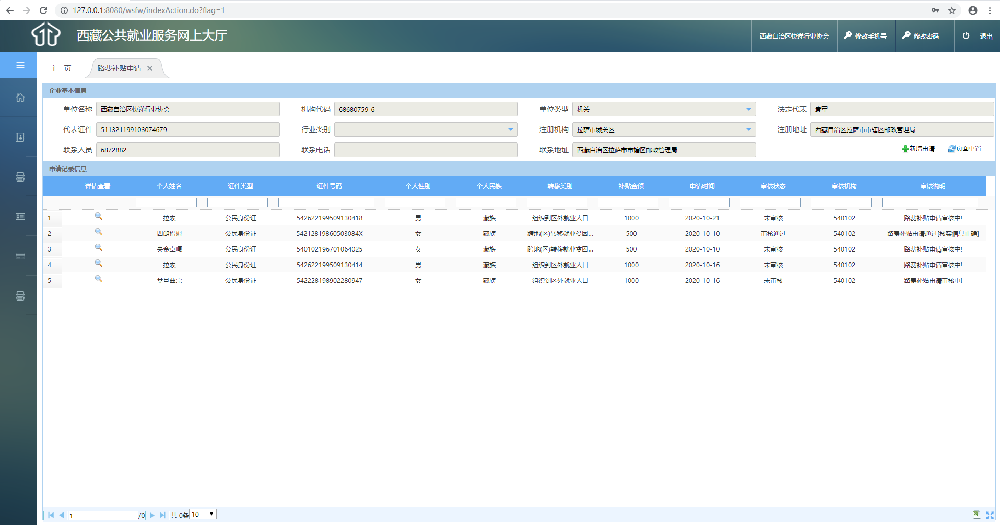 127.0.0.1:8080/wsfw/indexAction.do?flag=1
西藏公共就业服务网上大厅 西藏自治区快递行业协会 修改手机号 修改密码 退出
主 页 路费补贴申请
企业基本信息
单位名称 西藏自治区快递行业协会 机构代码 68680759-6 单位类型 机关 法定代表 袁军
代表证件 511321199103074679 行业类别 注册机构 拉萨市城关区 注册地址 西藏自治区拉萨市市辖区邮政管理局
联系人员 6872882 联系电话 联系地址 西藏自治区拉萨市市辖区邮政管理局 新增申请 页面重置
申请记录信息
详情查看 个人姓名 证件类型 证件号码 个人性别 个人民族 转移类别 补贴金额 申请时间 审核状态 审核机构 审核说明
1 拉农 公民身份证 542622199509130418 男 藏族 组织到区外就业人口 1000 2020-10-21 未审核 540102 路费补贴申请审核中!
2 四朗措姆 公民身份证 54212819860503084X 女 藏族 跨地(区)转移就业贫困... 500 2020-10-10 审核通过 540102 路费补贴申请通过[核实信息正确]
3 央金卓嘎 公民身份证 540102196701064025 女 藏族 跨地(区)转移就业贫困... 500 2020-10-10 未审核 540102 路费补贴申请审核中!
4 拉农 公民身份证 542622199509130414 男 藏族 组织到区外就业人口 1000 2020-10-16 未审核 540102 路费补贴申请审核中!
5 桑旦曲宗 公民身份证 542228198902280947 女 藏族 组织到区外就业人口 1000 2020-10-16 未审核 540102 路费补贴申请审核中!
1 /0 共 0条 10